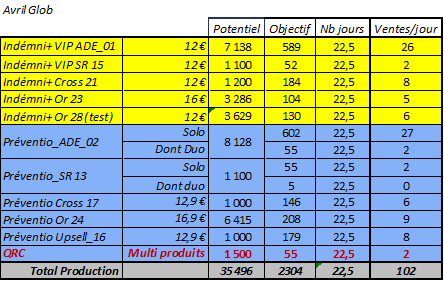 Avril Glob
Potentiel Objectif Nb jours Ventes/jour
Indémni+ VIP ADE_01 12 € 7 138 589 22,5 26
Indémni+ VIP SR 15 12 € 1 100 52 22,5 2
Indémni+ Cross 21 12 € 1 200 184 22,5 8
Indémni+ Or 23 16 € 3 286 104 22,5 5
Indémni+ Or 28 (test) 12 € 3 629 130 22,5 6
Préventio_ADE_02 Solo 8 128 602 22,5 27
Dont Duo 55 22,5 2
Préventio_SR 13 Solo 1 100 55 22,5 2
Dont duo 5 22,5 0
Préventio Cross 17 12,9 € 1 000 146 22,5 6
Préventio Or 24 16,9 € 6 415 208 22,5 9
Préventio Upsell_16 12,9 € 1 000 179 22,5 8
QRC Multi produits 1 500 55 22,5 2
Total Production 35 496 2304 22,5 102